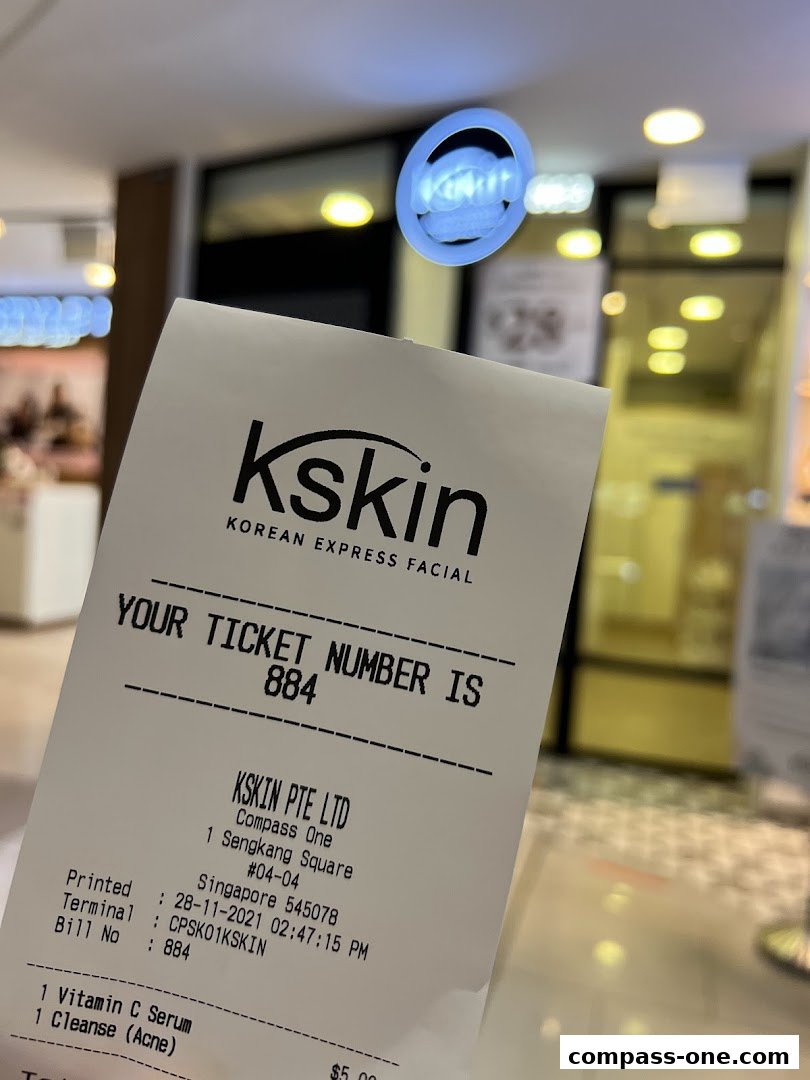 Kskin
KOREAN EXPRESS FACIAL
YOUR TICKET NUMBER IS
884
KSKIN PTE LTD
Compass One
1 Sengkang Square
#04-04
Singapore 545078
Printed : 28-11-2021 02:47:15 PM
Terminal : CPSK01KSKIN
Bill No : 884
1 Vitamin C Serum
1 Cleanse (Acne)
compass-one.com